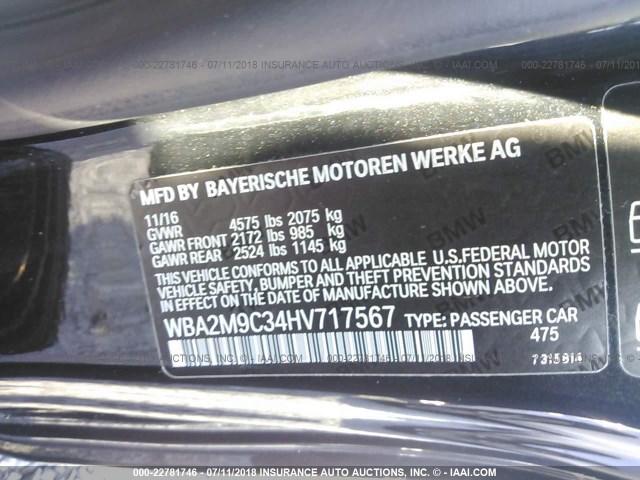 000-22781746 - 07/11/2018 INSURANCE AUTO AUCTIONS, INC. - IAAI.COM
MFD BY BAYERISCHE MOTOREN WERKE AG
11/16
GVWR 4575 lbs 2075 kg
GAWR FRONT 2172 lbs 985 kg
GAWR REAR 2524 lbs 1145 kg
THIS VEHICLE CONFORMS TO ALL APPLICABLE U.S.FEDERAL MOTOR
VEHICLE SAFETY, BUMPER AND THEFT PREVENTION STANDARDS
IN EFFECT ON THE DATE OF MANUFACTURE SHOWN ABOVE.
WBA2M9C34HV717567 TYPE: PASSENGER CAR
475
BMW
000-22781746 - 07/11/2018 - INSURANCE AUTO AUCTIONS, INC. - IAAI.COM